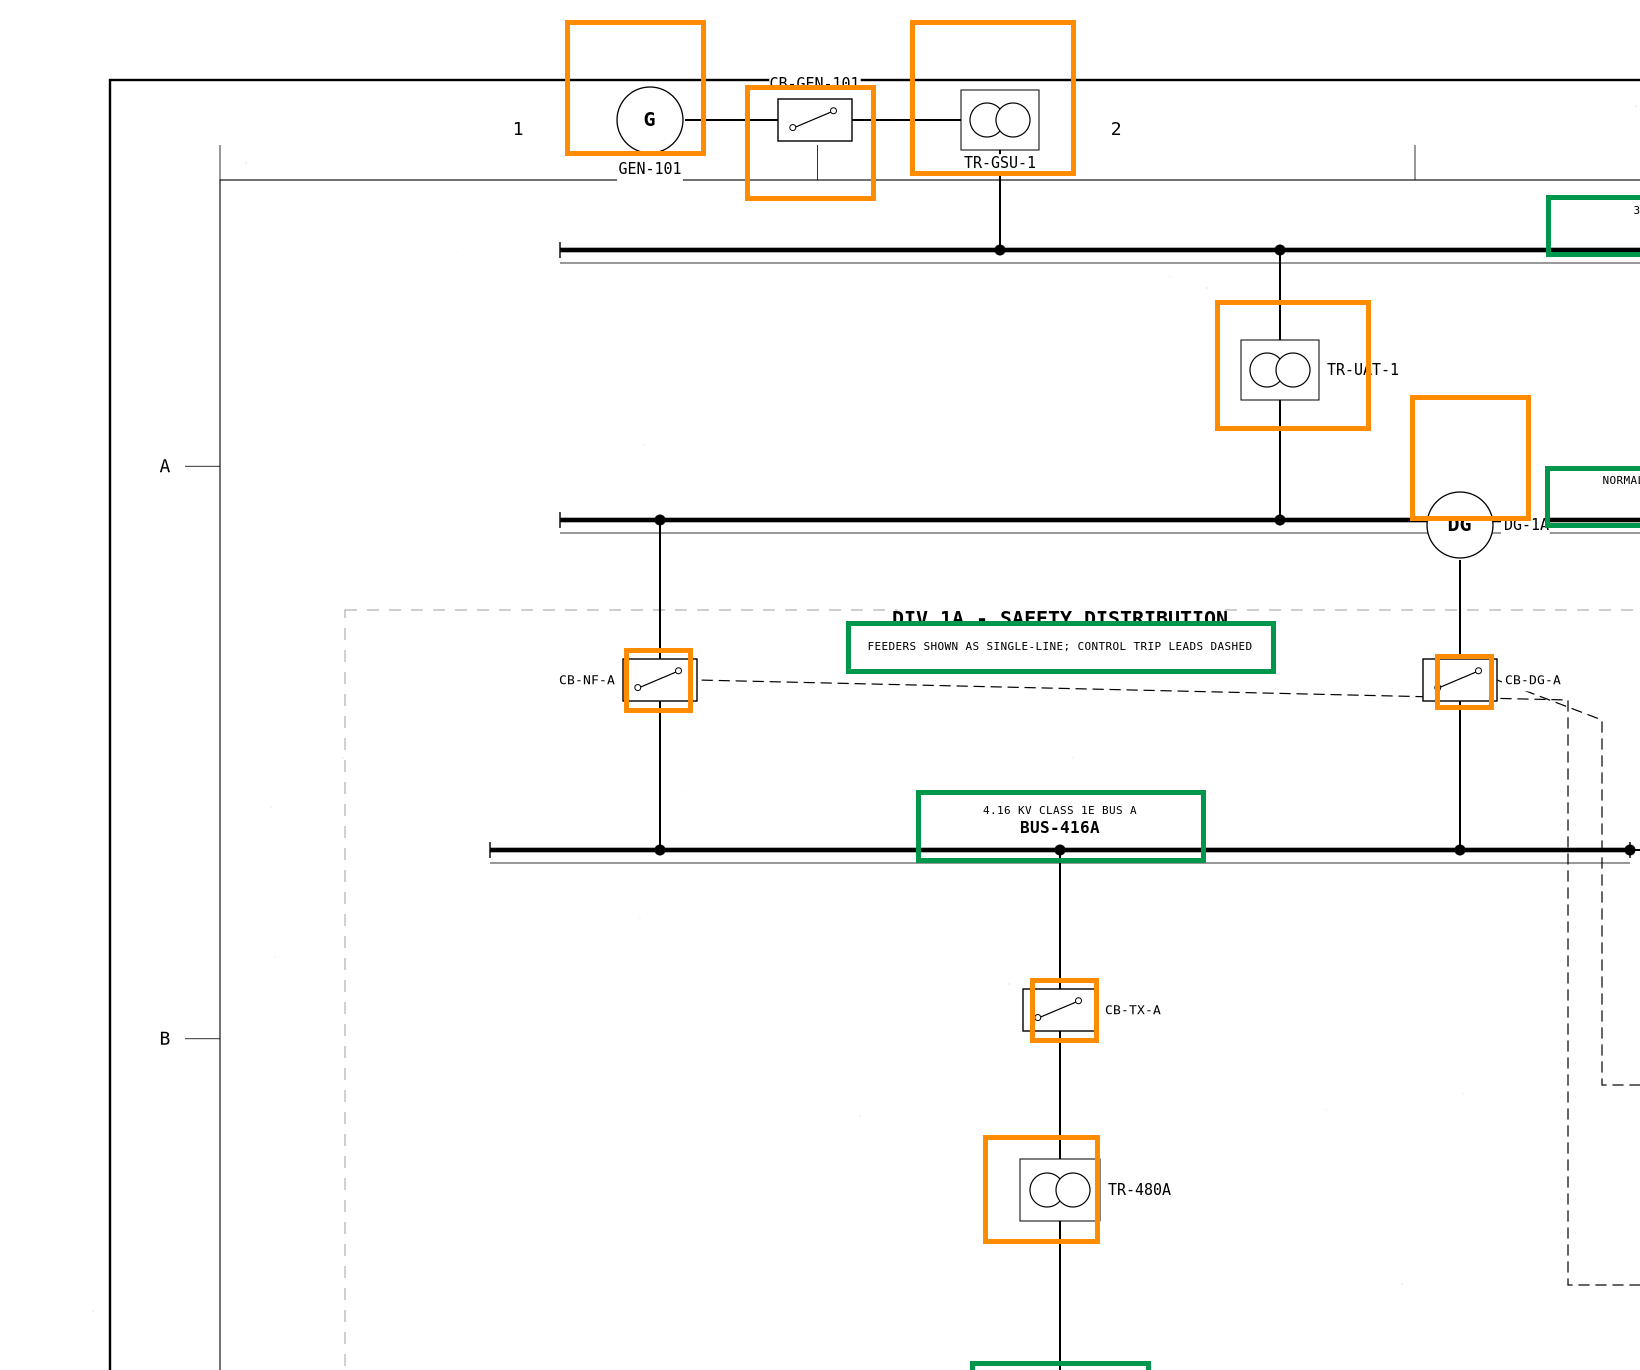 CB-GEN-101
G
1
2
TR-GSU-1
GEN-101
3
TR-UAT-1
A
NORMAL
DG
DG-1A
DIV 1A - SAFETY DISTRIBUTION
FEEDERS SHOWN AS SINGLE-LINE; CONTROL TRIP LEADS DASHED
CB-NF-A
CB-DG-A
4.16 KV CLASS 1E BUS A
BUS-416A
CB-TX-A
B
TR-480A